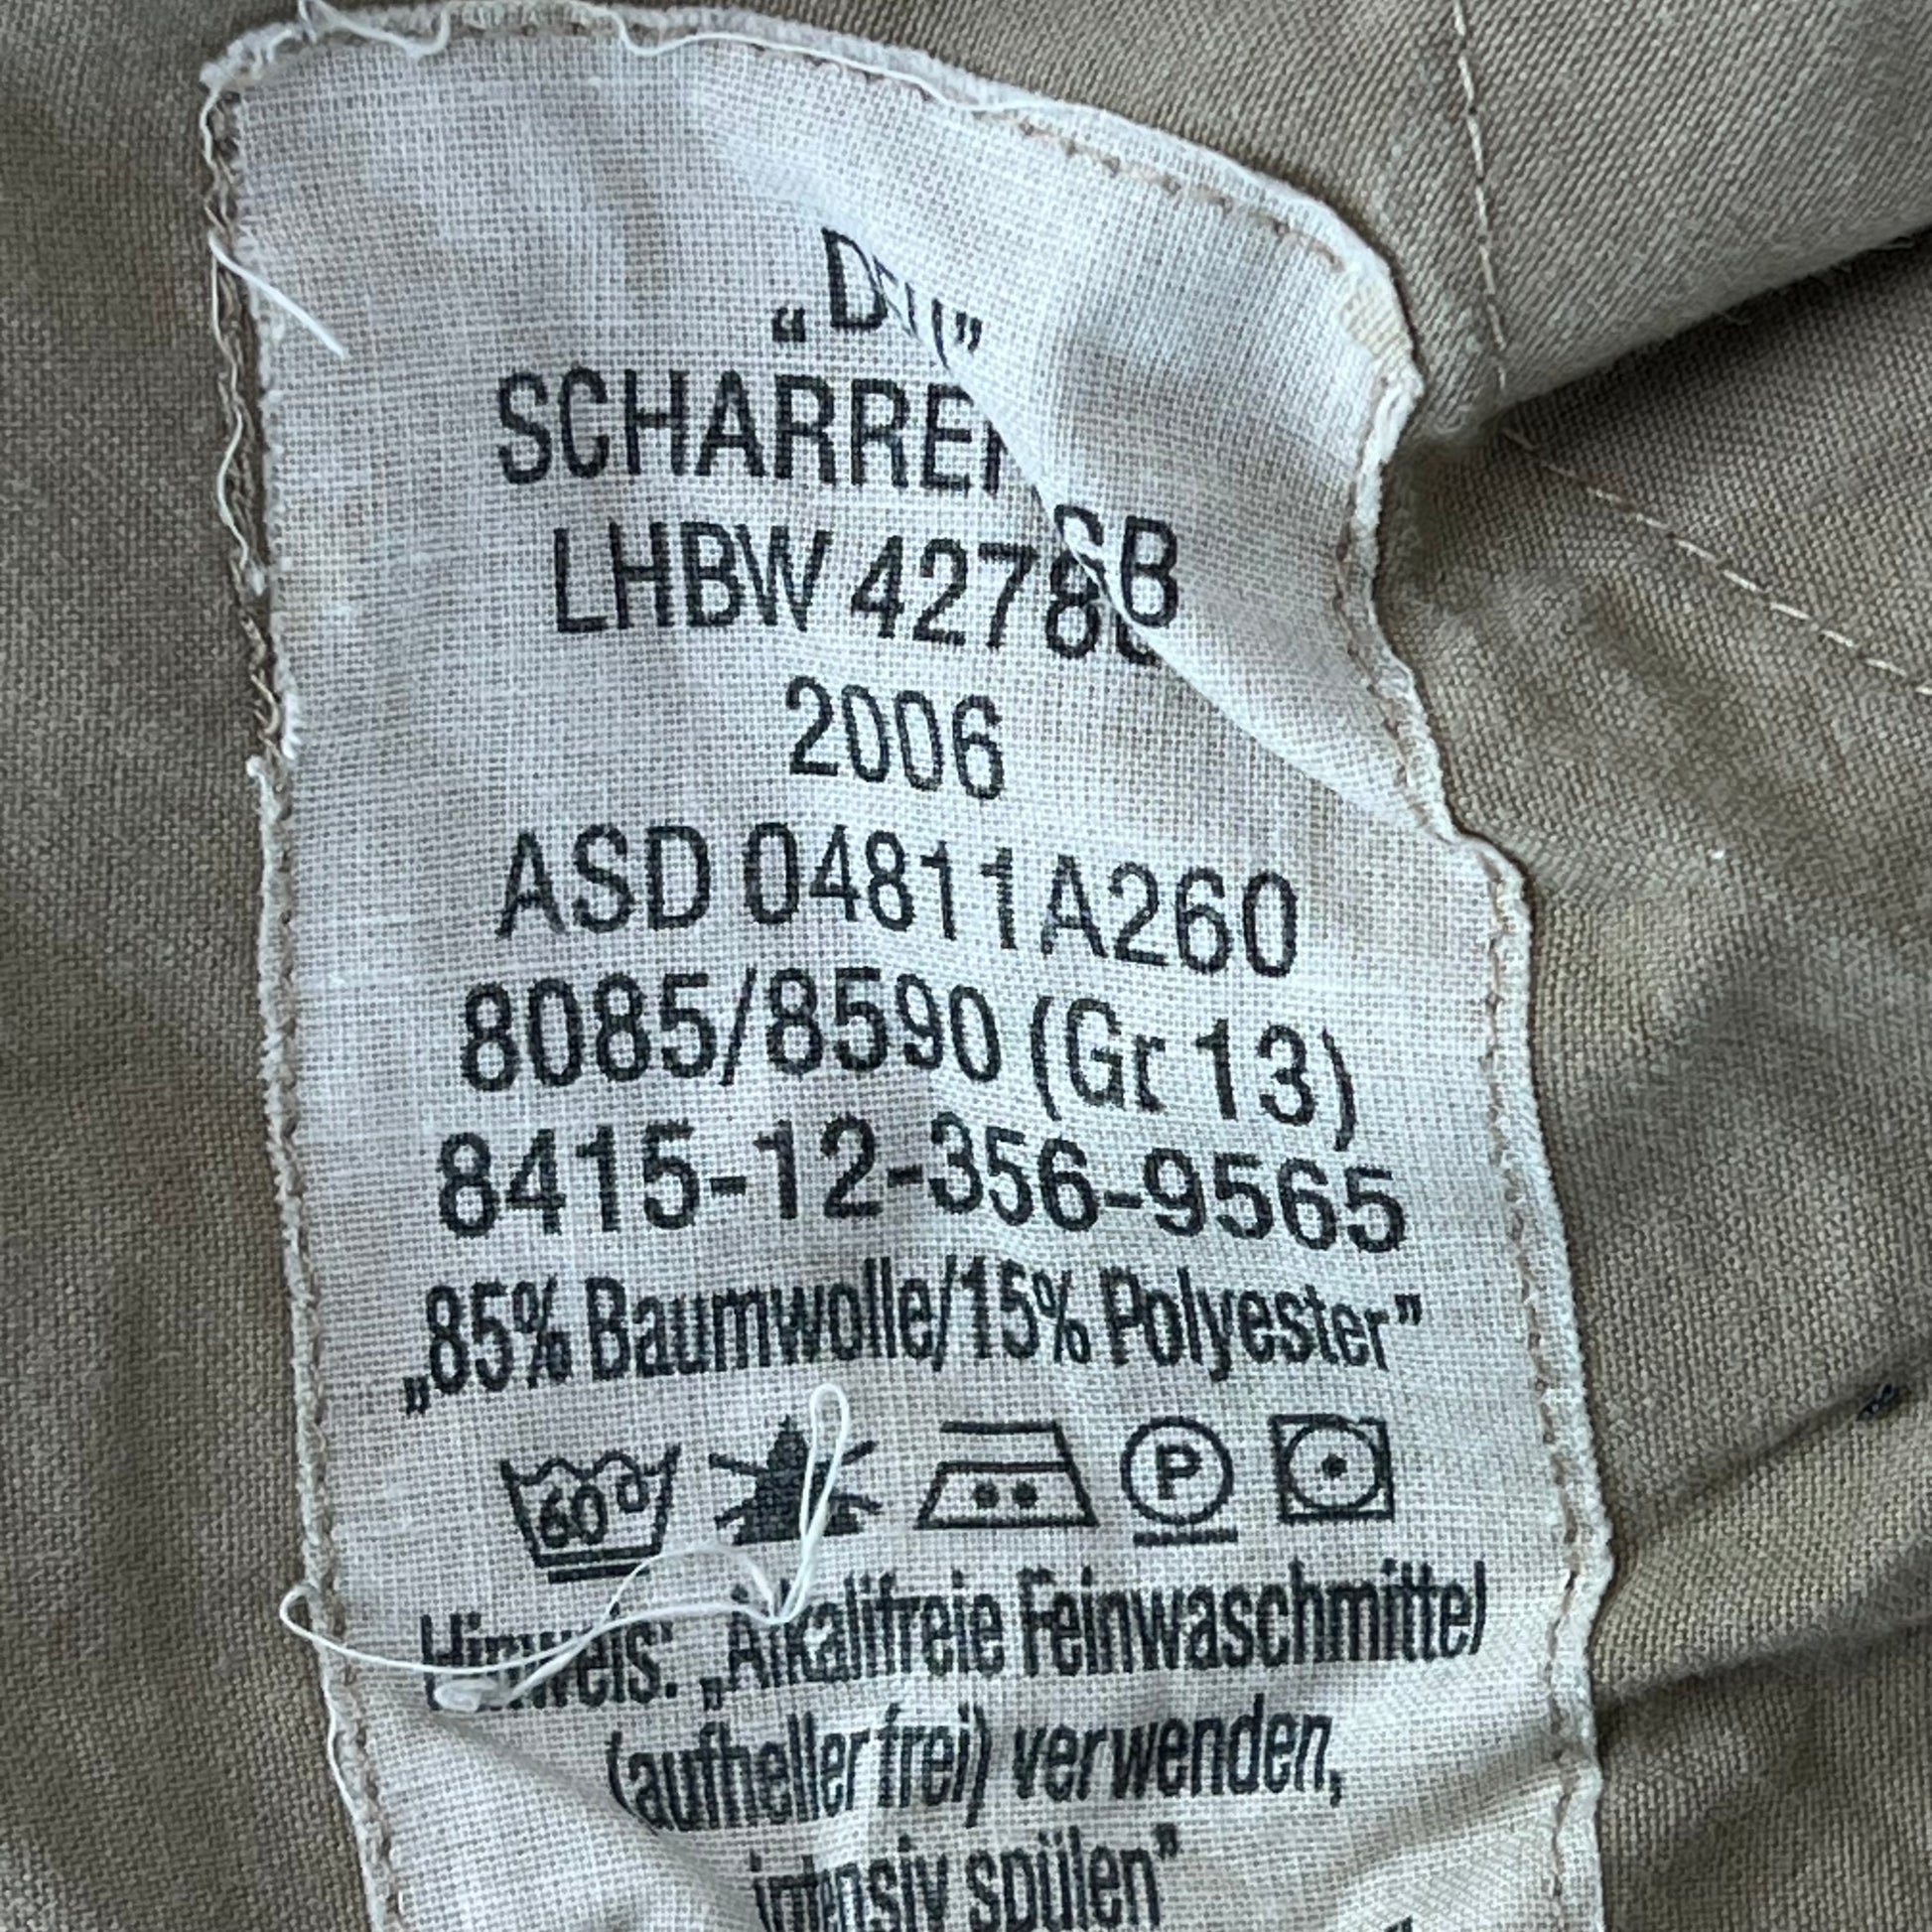 LHBW 4278
2006
ASD 04811A260
8085/8590 (Gr 13)
8415-12-356-9565
„85% Baumwolle/15% Polyester”
60° P
Hinweis: „Alkalifreie Feinwaschmittel
(aufheller frei) verwenden,
intensiv spülen”